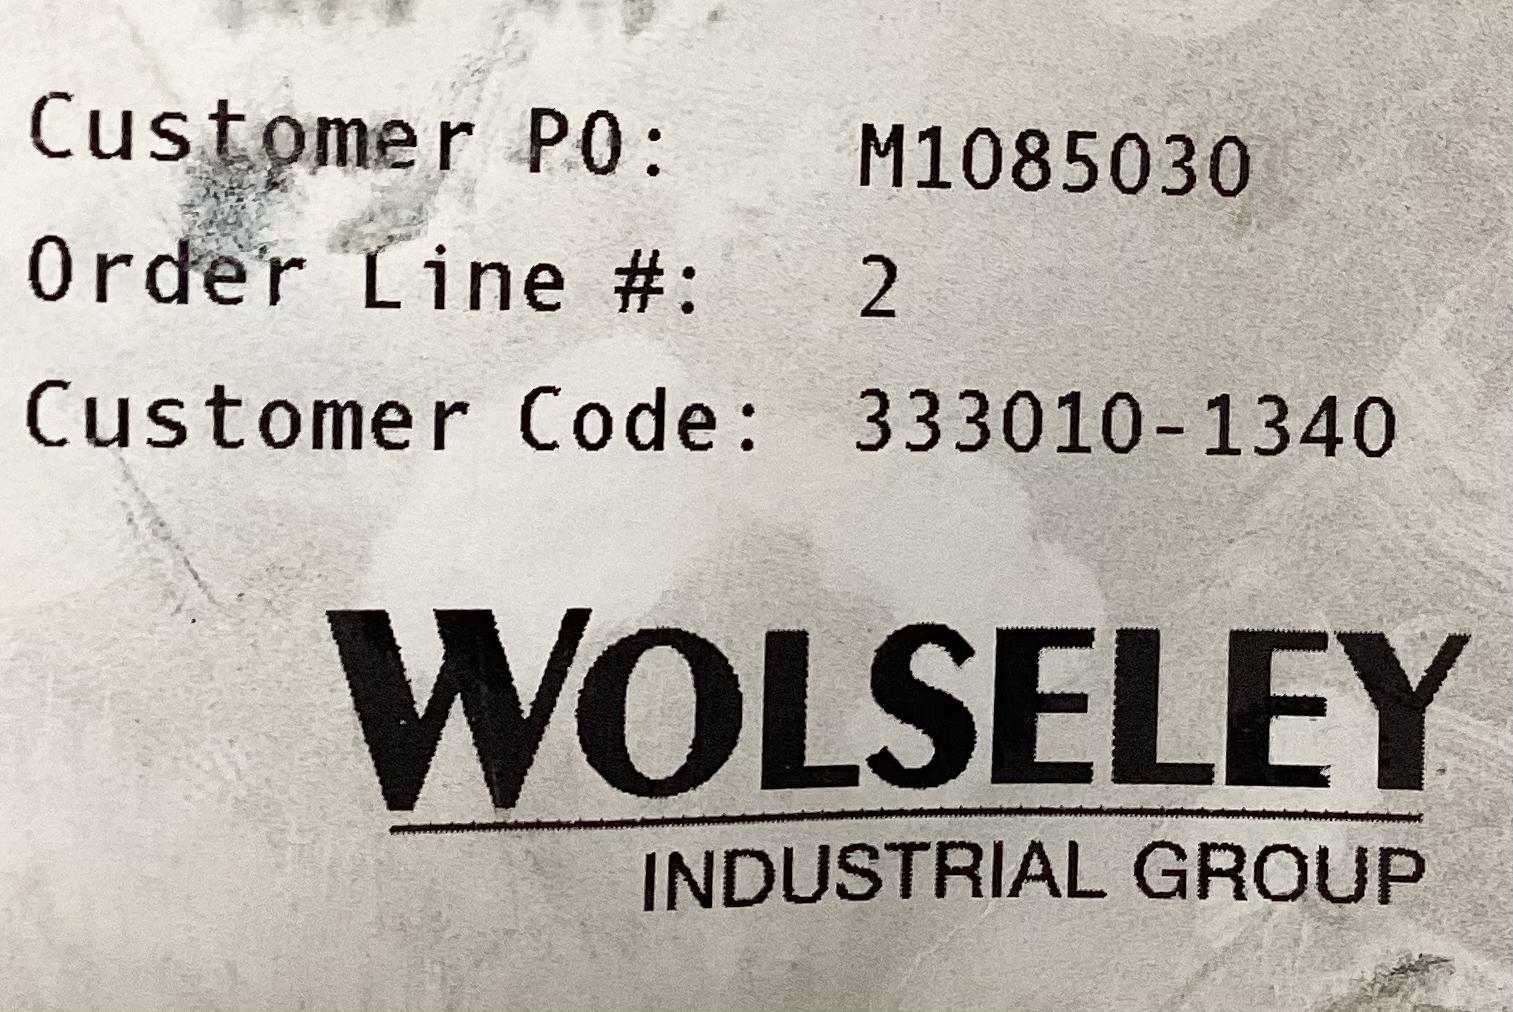 Customer PO: M1085030
Order Line #: 2
Customer Code: 333010-1340
WOLSELEY
INDUSTRIAL GROUP